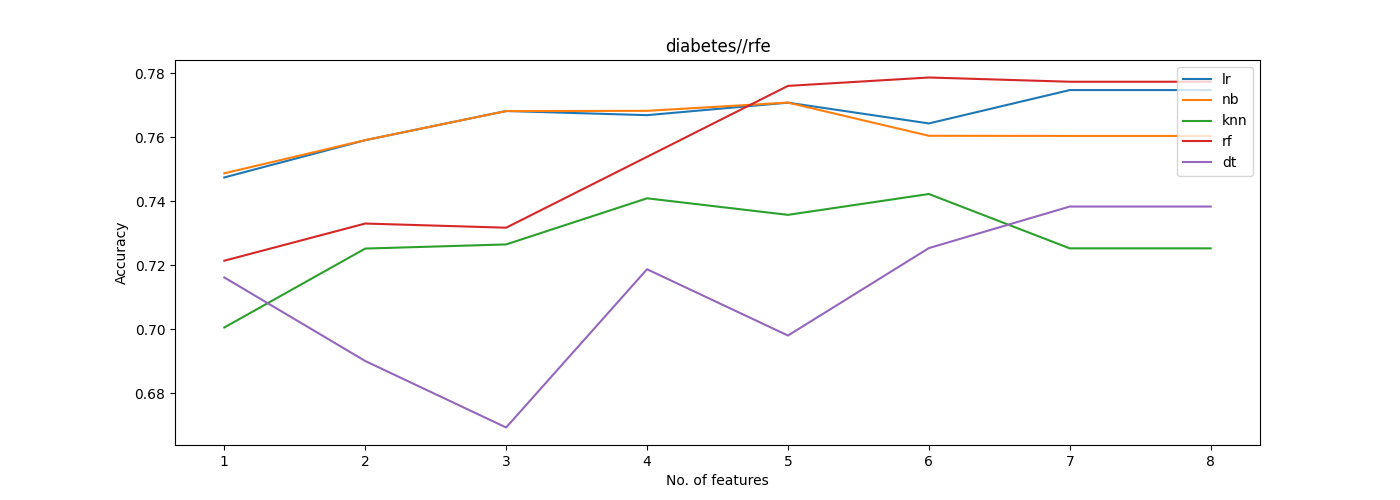 diabetes//rfe
0.78
0.76
0.74
0.72
0.70
0.68
Accuracy
lr
nb
knn
rf
dt
1 2 3 4 5 6 7 8
No. of features